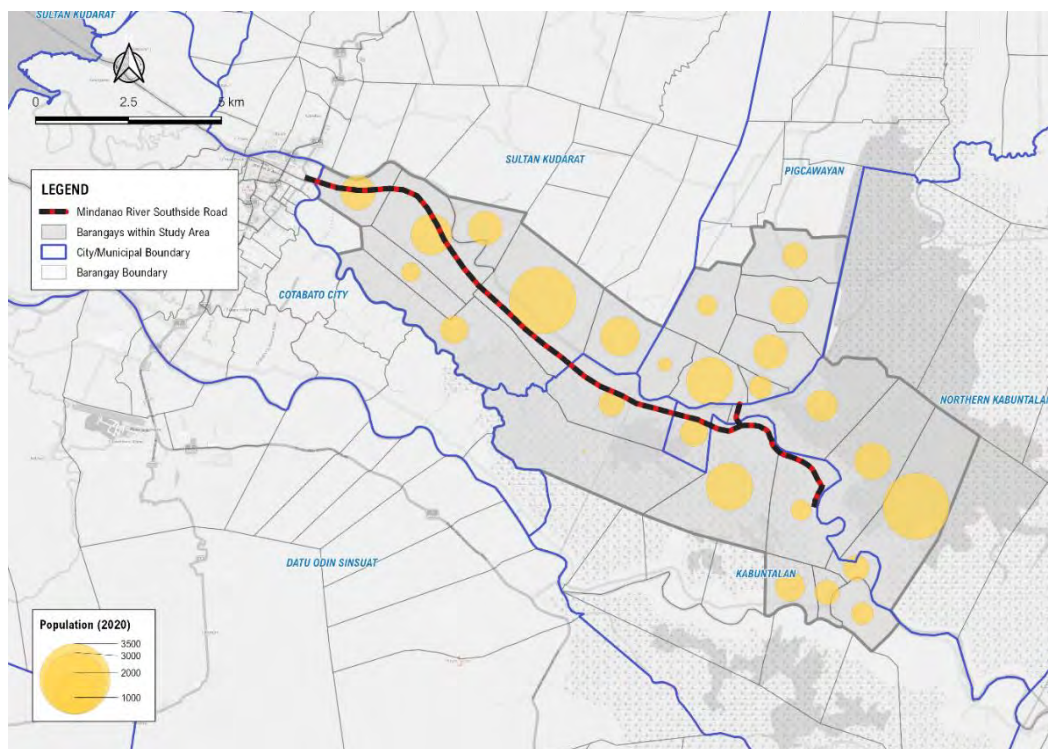 SULTAN KUDARAT
0 2.5 5 km
SULTAN KUDARAT
PIGCAWAYAN
LEGEND
Mindanao River Southside Road
Barangays within Study Area
City/Municipal Boundary
Barangay Boundary
COTABATO CITY
NORTHERN KABUNTALAN
DATU ODIN SINSUAT
KABUNTALAN
Population (2020)
3500
3000
2000
1000